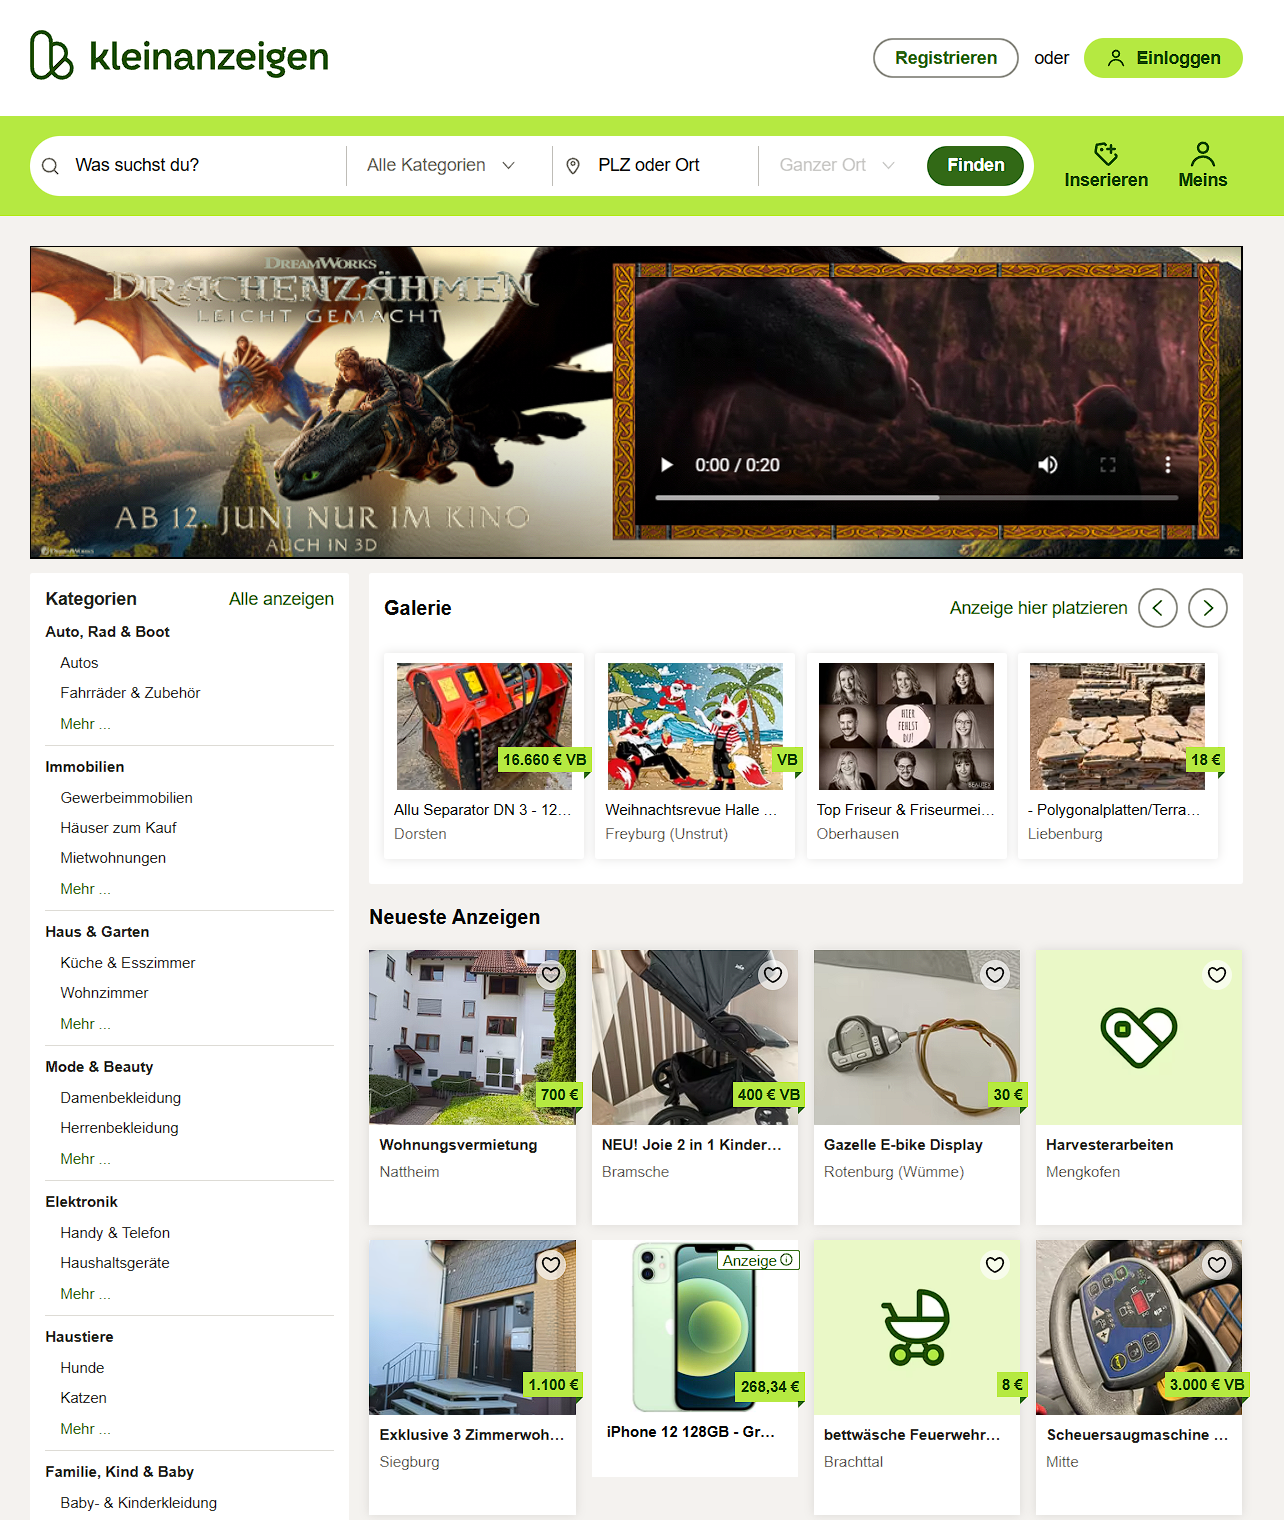 kleinanzeigen
Registrieren oder Einloggen
Was suchst du? Alle Kategorien PLZ oder Ort Ganzer Ort Finden
Inserieren Meins
DREAMWORKS
DRACHENZÄHMEN
LEICHT GEMACHT
AB 12. JUNI NUR IM KINO
AUCH IN 3D
0:00 / 0:20
Kategorien Alle anzeigen
Auto, Rad & Boot
Autos
Fahrräder & Zubehör
Mehr ...
Immobilien
Gewerbeimmobilien
Häuser zum Kauf
Mietwohnungen
Mehr ...
Haus & Garten
Küche & Esszimmer
Wohnzimmer
Mehr ...
Mode & Beauty
Damenbekleidung
Herrenbekleidung
Mehr ...
Elektronik
Handy & Telefon
Haushaltsgeräte
Mehr ...
Haustiere
Hunde
Katzen
Mehr ...
Familie, Kind & Baby
Baby- & Kinderkleidung
Galerie
Anzeige hier platzieren
16.660 € VB
Allu Separator DN 3 - 12...
Dorsten
VB
Weihnachtsrevue Halle ...
Freyburg (Unstrut)
HIER
FEHLST
DU!
Top Friseur & Friseurmei...
Oberhausen
18 €
- Polygonalplatten/Terra...
Liebenburg
Neueste Anzeigen
700 €
Wohnungsvermietung
Nattheim
400 € VB
NEU! Joie 2 in 1 Kinder...
Bramsche
30 €
Gazelle E-bike Display
Rotenburg (Wümme)
Harvesterarbeiten
Mengkofen
1.100 €
Exklusive 3 Zimmerwoh...
Siegburg
Anzeige
268,34 €
iPhone 12 128GB - Gr...
8 €
bettwäsche Feuerwehr...
Brachttal
3.000 € VB
Scheuersaugmaschine ...
Mitte